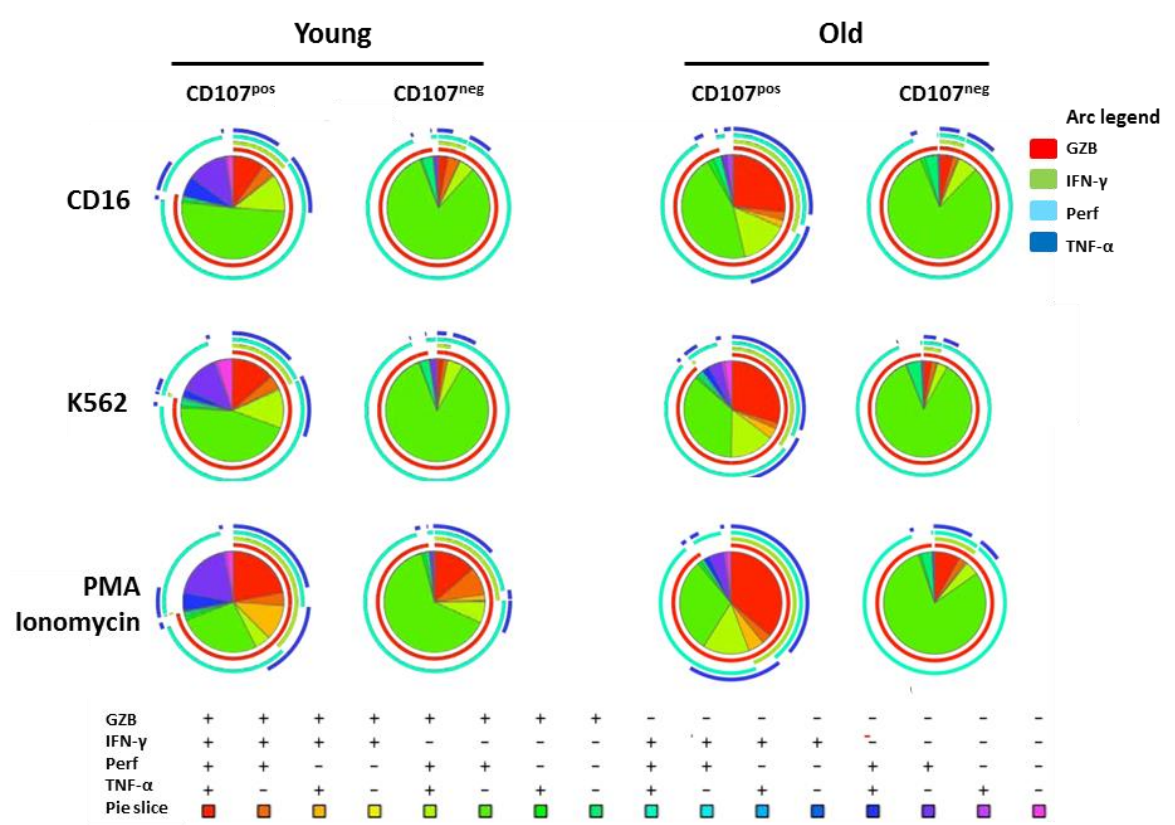 Young Old
CD107pos CD107neg CD107pos CD107neg
Arc legend
GZB
IFN-γ
Perf
TNF-α
CD16
K562
PMA
Ionomycin
GZB + + + + + + + + – – – – – – – –
IFN-γ + + + + – – – – + + + + – – – –
Perf + + – – + + – – + + – – + + – –
TNF-α + – + – + – + – + – + – + – + –
Pie slice